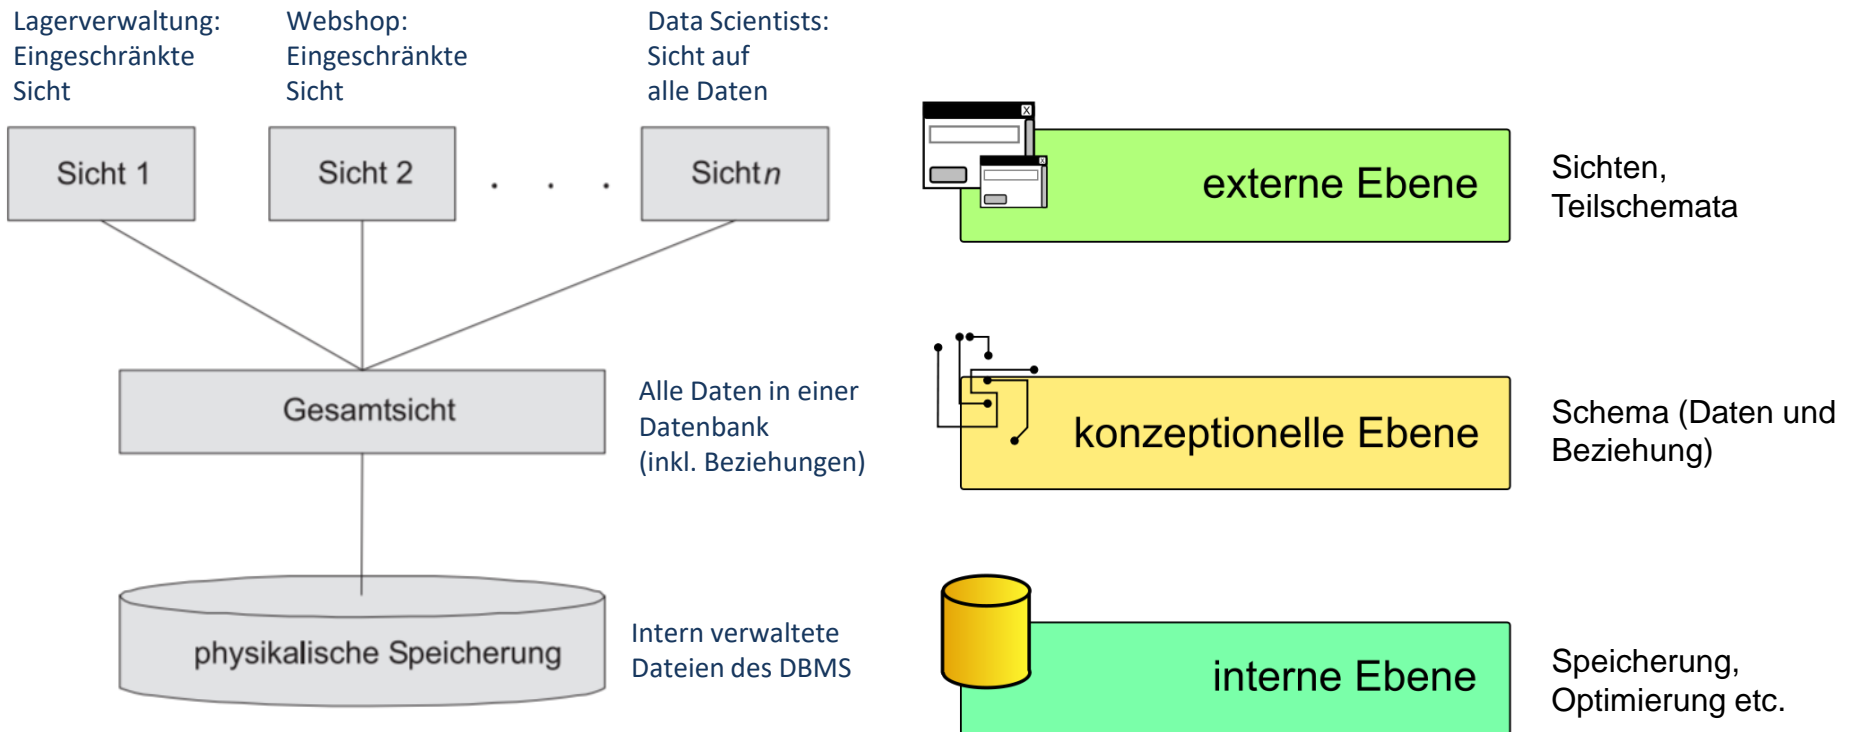 Lagerverwaltung:
Eingeschränkte
Sicht
Webshop:
Eingeschränkte
Sicht
Data Scientists:
Sicht auf
alle Daten
Sicht 1
Sicht 2
. . .
Sicht n
Gesamtsicht
Alle Daten in einer
Datenbank
(inkl. Beziehungen)
physikalische Speicherung
Intern verwaltete
Dateien des DBMS
X
X
externe Ebene
Sichten,
Teilschemata
konzeptionelle Ebene
Schema (Daten und
Beziehung)
interne Ebene
Speicherung,
Optimierung etc.